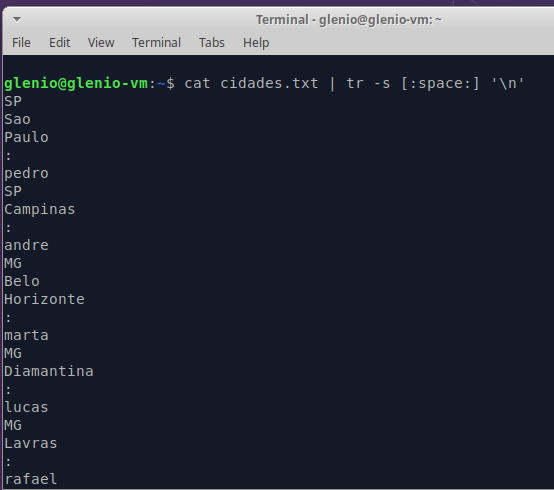 Terminal - glenio@glenio-vm: ~
File Edit View Terminal Tabs Help
glenio@glenio-vm:~$ cat cidades.txt | tr -s [:space:] '\n'
SP
Sao
Paulo
:
pedro
SP
Campinas
:
andre
MG
Belo
Horizonte
:
marta
MG
Diamantina
:
lucas
MG
Lavras
:
rafael